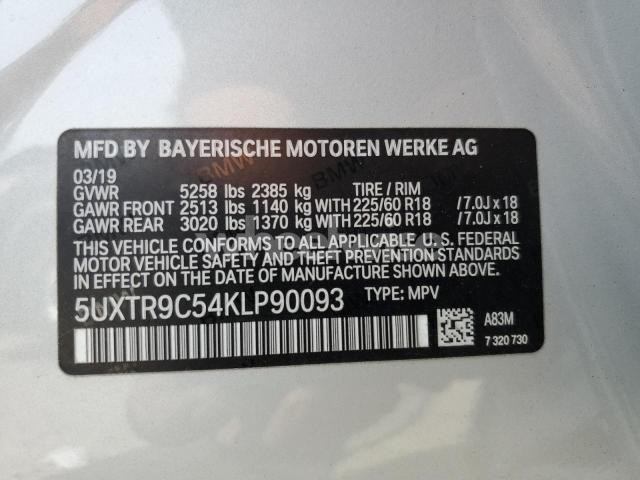 MFD BY BAYERISCHE MOTOREN WERKE AG
03/19
GVWR 5258 lbs 2385 kg TIRE / RIM
GAWR FRONT 2513 lbs 1140 kg WITH 225/60 R18 /7.0J x 18
GAWR REAR 3020 lbs 1370 kg WITH 225/60 R18 /7.0J x 18
THIS VEHICLE CONFORMS TO ALL APPLICABLE U. S. FEDERAL
MOTOR VEHICLE SAFETY AND THEFT PREVENTION STANDARDS
IN EFFECT ON THE DATE OF MANUFACTURE SHOWN ABOVE.
5UXTR9C54KLP90093 TYPE: MPV
A83M
7 320 730